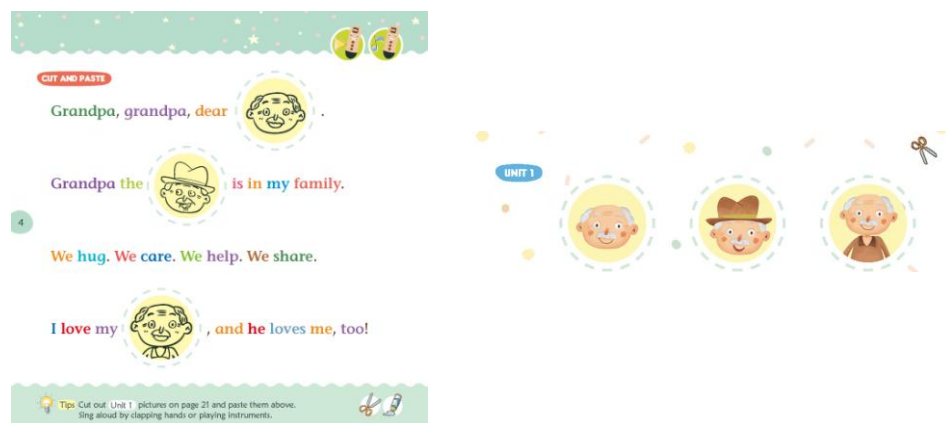 CUT AND PASTE
Grandpa, grandpa, dear .
Grandpa the is in my family.
4
We hug. We care. We help. We share.
I love my , and he loves me, too!
Tips Cut out Unit 1 pictures on page 21 and paste them above.
Sing aloud by clapping hands or playing instruments.
UNIT 1